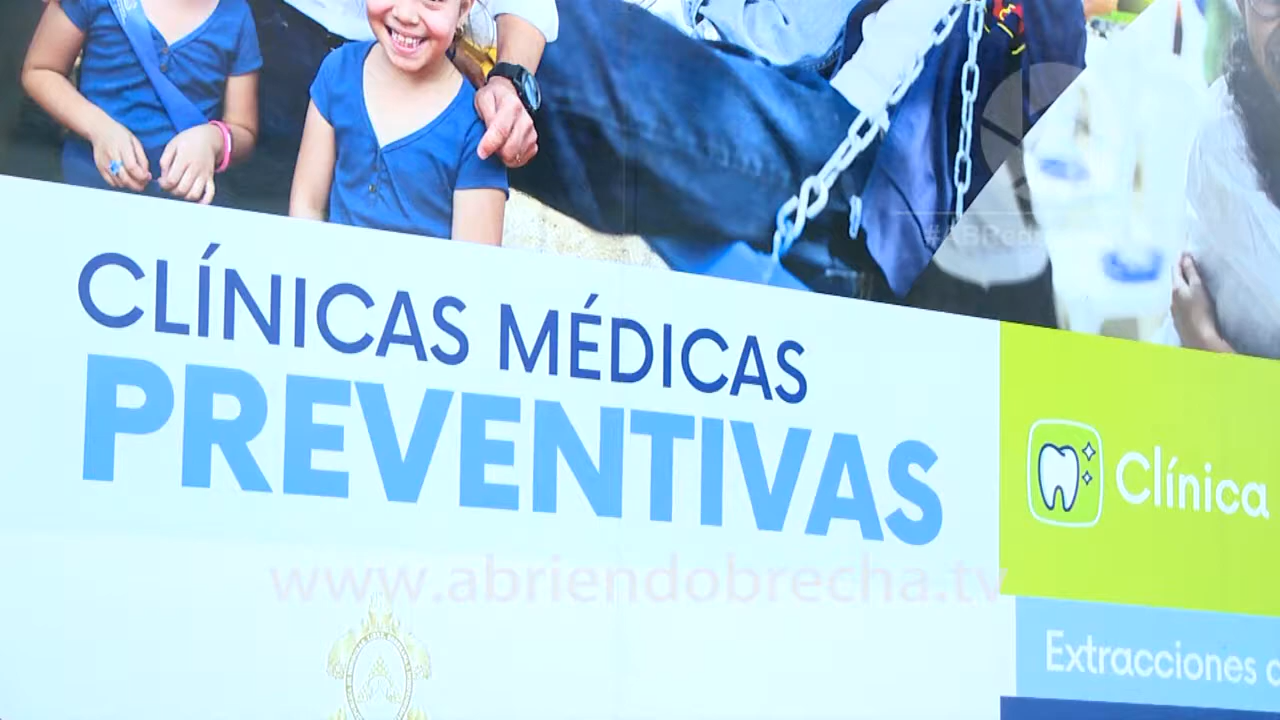 CLÍNICAS MÉDICAS
PREVENTIVAS
Clínica
www.abriendobrecha.tv
Extracciones